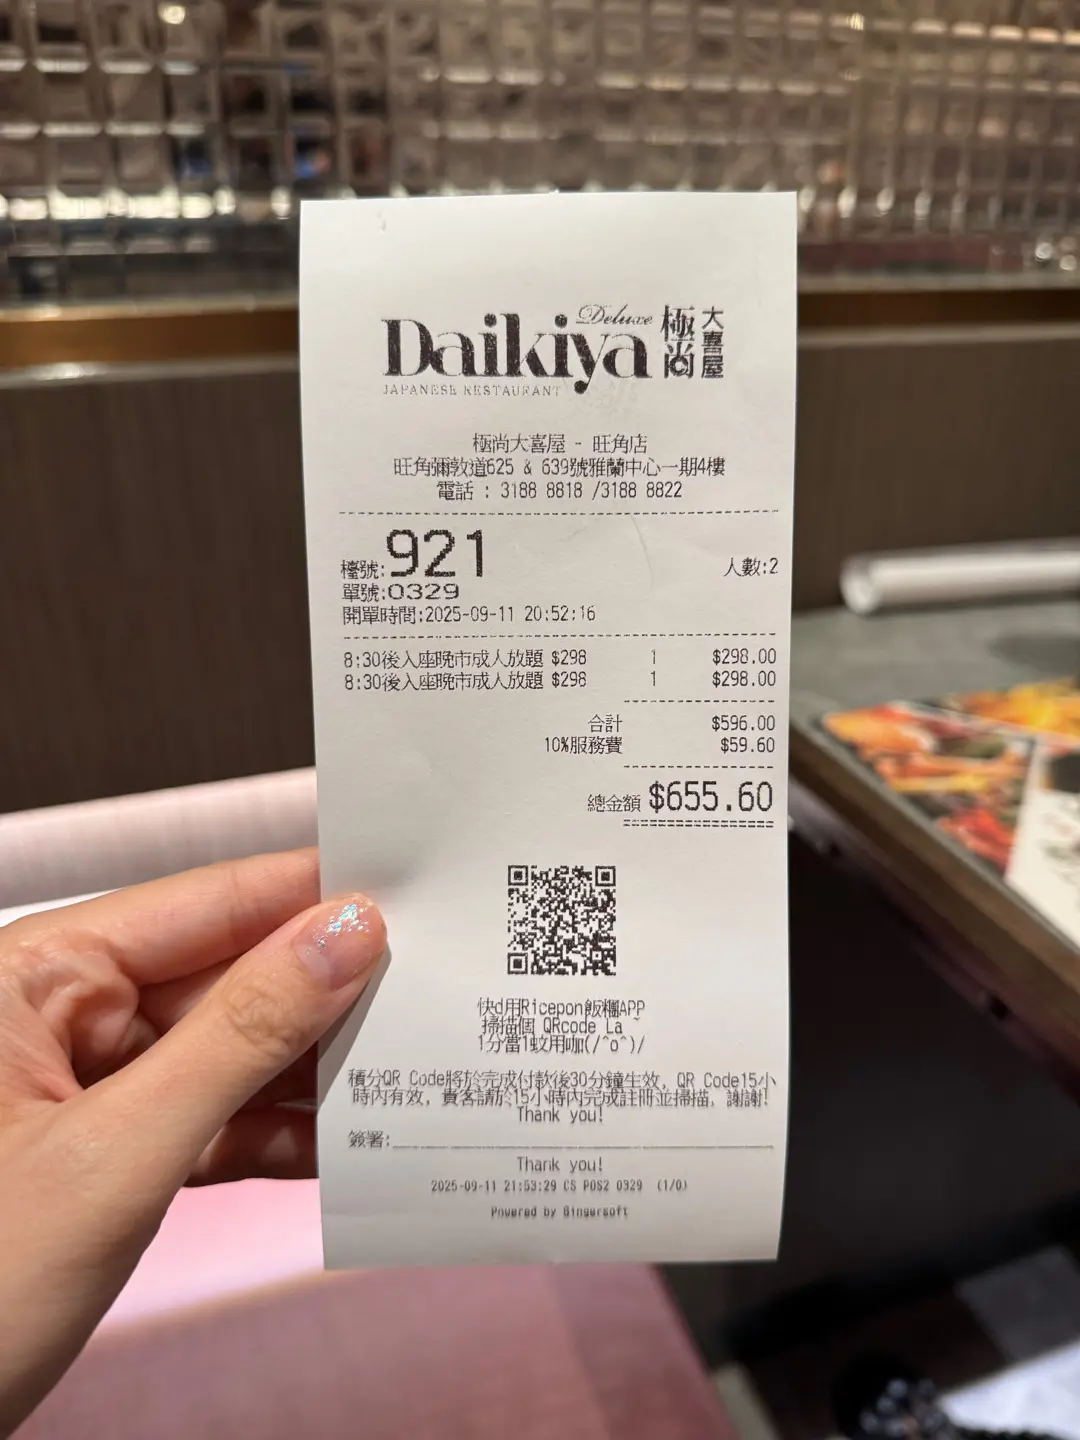 Daikiya Deluxe 極尚 大喜屋
JAPANESE RESTAURANT
極尚大喜屋 - 旺角店
旺角彌敦道625 & 639號雅蘭中心一期4樓
電話 : 3188 8818 /3188 8822
檯號:921 人數:2
單號:0329
開單時間:2025-09-11 20:52:16
8:30後入座晚市成人放題 $298 1 $298.00
8:30後入座晚市成人放題 $298 1 $298.00
合計 $596.00
10%服務費 $59.60
總金額 $655.60
快d用Ricepon飯糰APP
掃描個 QRcode La ~
1分當1蚊用㗎(/^o^)/
積分QR Code將於完成付款後30分鐘生效, QR Code15小
時內有效, 貴客請於15小時內完成註冊並掃描, 謝謝!
Thank you!
簽署:
Thank you!
2025-09-11 21:53:29 CS POS2 0329 (1/0)
Powered by Gingersoft